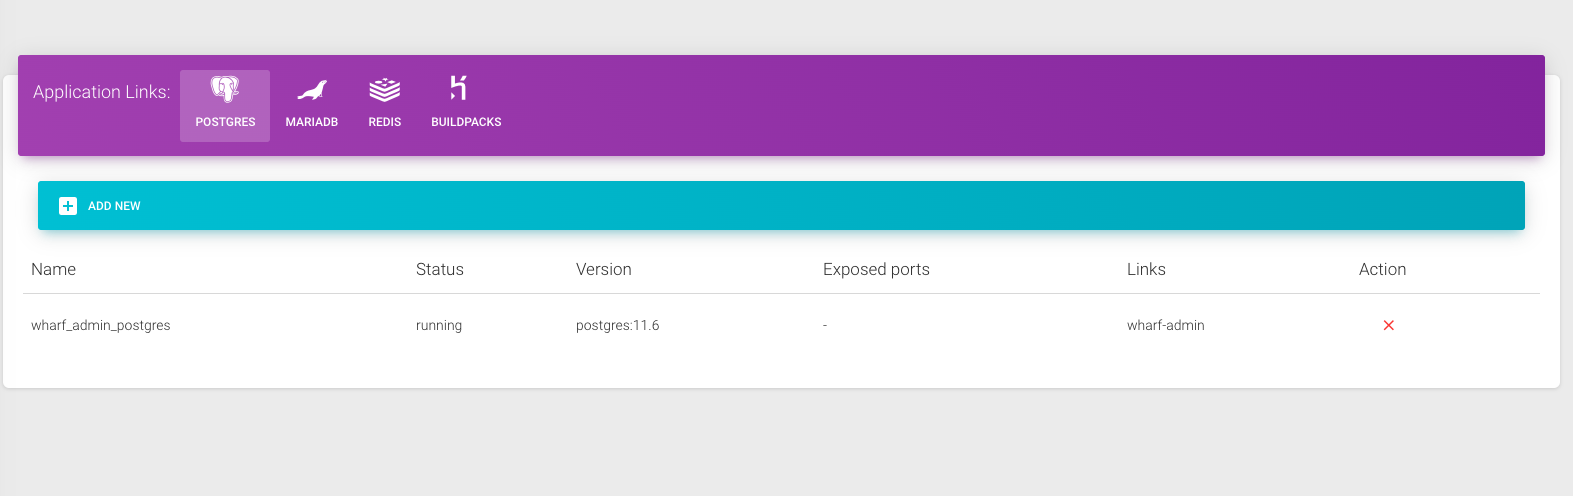 Application Links:
POSTGRES MARIADB REDIS BUILDPACKS
ADD NEW
Name Status Version Exposed ports Links Action
wharf_admin_postgres running postgres:11.6 - wharf-admin